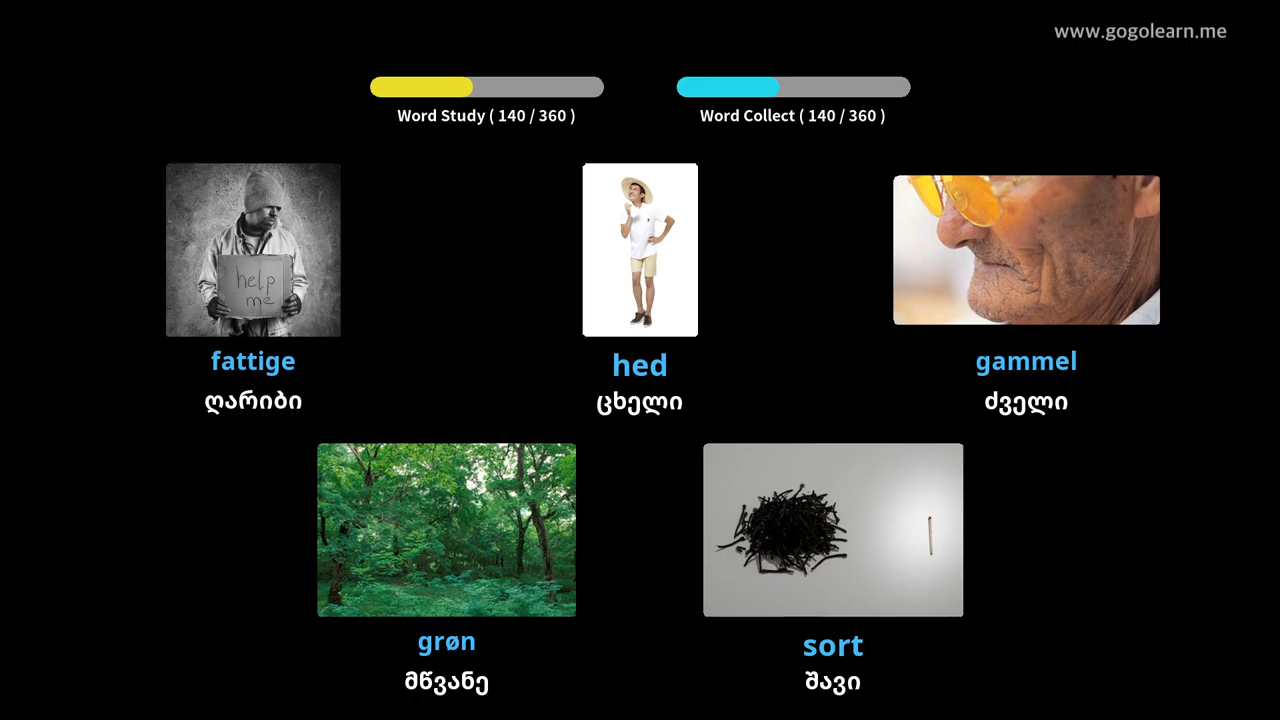 www.gogolearn.me
Word Study ( 140 / 360 )
Word Collect ( 140 / 360 )
help
me
fattige
ღარიბი
hed
ცხელი
gammel
ძველი
grøn
მწვანე
sort
შავი